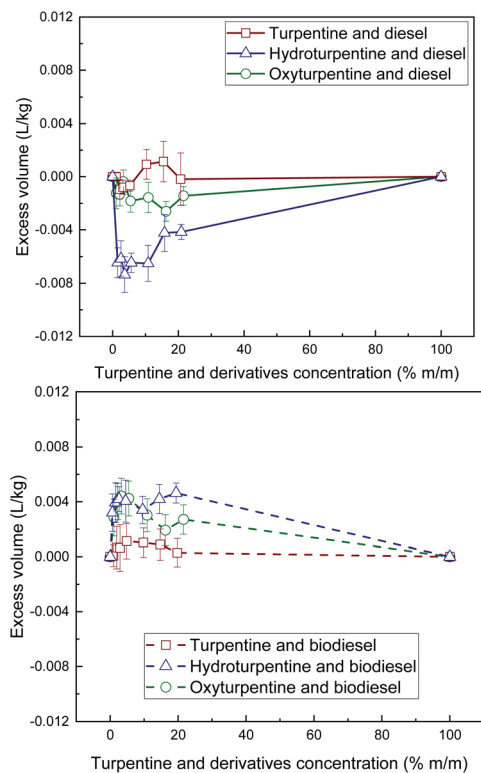 0.012
0.008
0.004
0.000
-0.004
-0.008
-0.012
Excess volume (L/kg)
Turpentine and diesel
Hydroturpentine and diesel
Oxyturpentine and diesel
0 20 40 60 80 100
Turpentine and derivatives concentration (% m/m)
0.012
0.008
0.004
0.000
-0.004
-0.008
-0.012
Excess volume (L/kg)
Turpentine and biodiesel
Hydroturpentine and biodiesel
Oxyturpentine and biodiesel
0 20 40 60 80 100
Turpentine and derivatives concentration (% m/m)